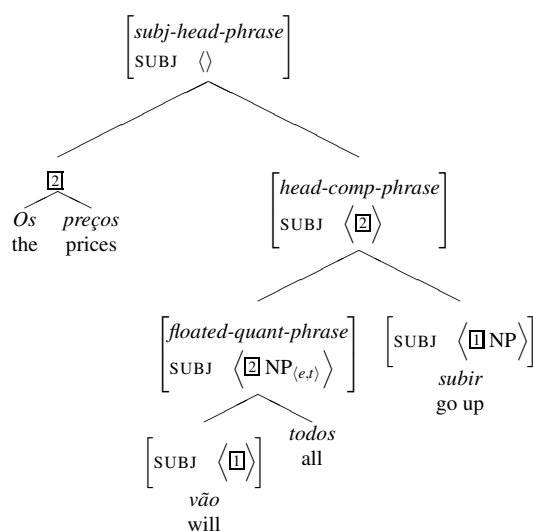 subj-head-phrase
SUBJ ⟨⟩
2
Os preços
the prices
head-comp-phrase
SUBJ ⟨2⟩
floated-quant-phrase
SUBJ ⟨2 NP⟨e,t⟩⟩
SUBJ ⟨1 NP⟩
subir
go up
SUBJ ⟨1⟩
vão
will
todos
all